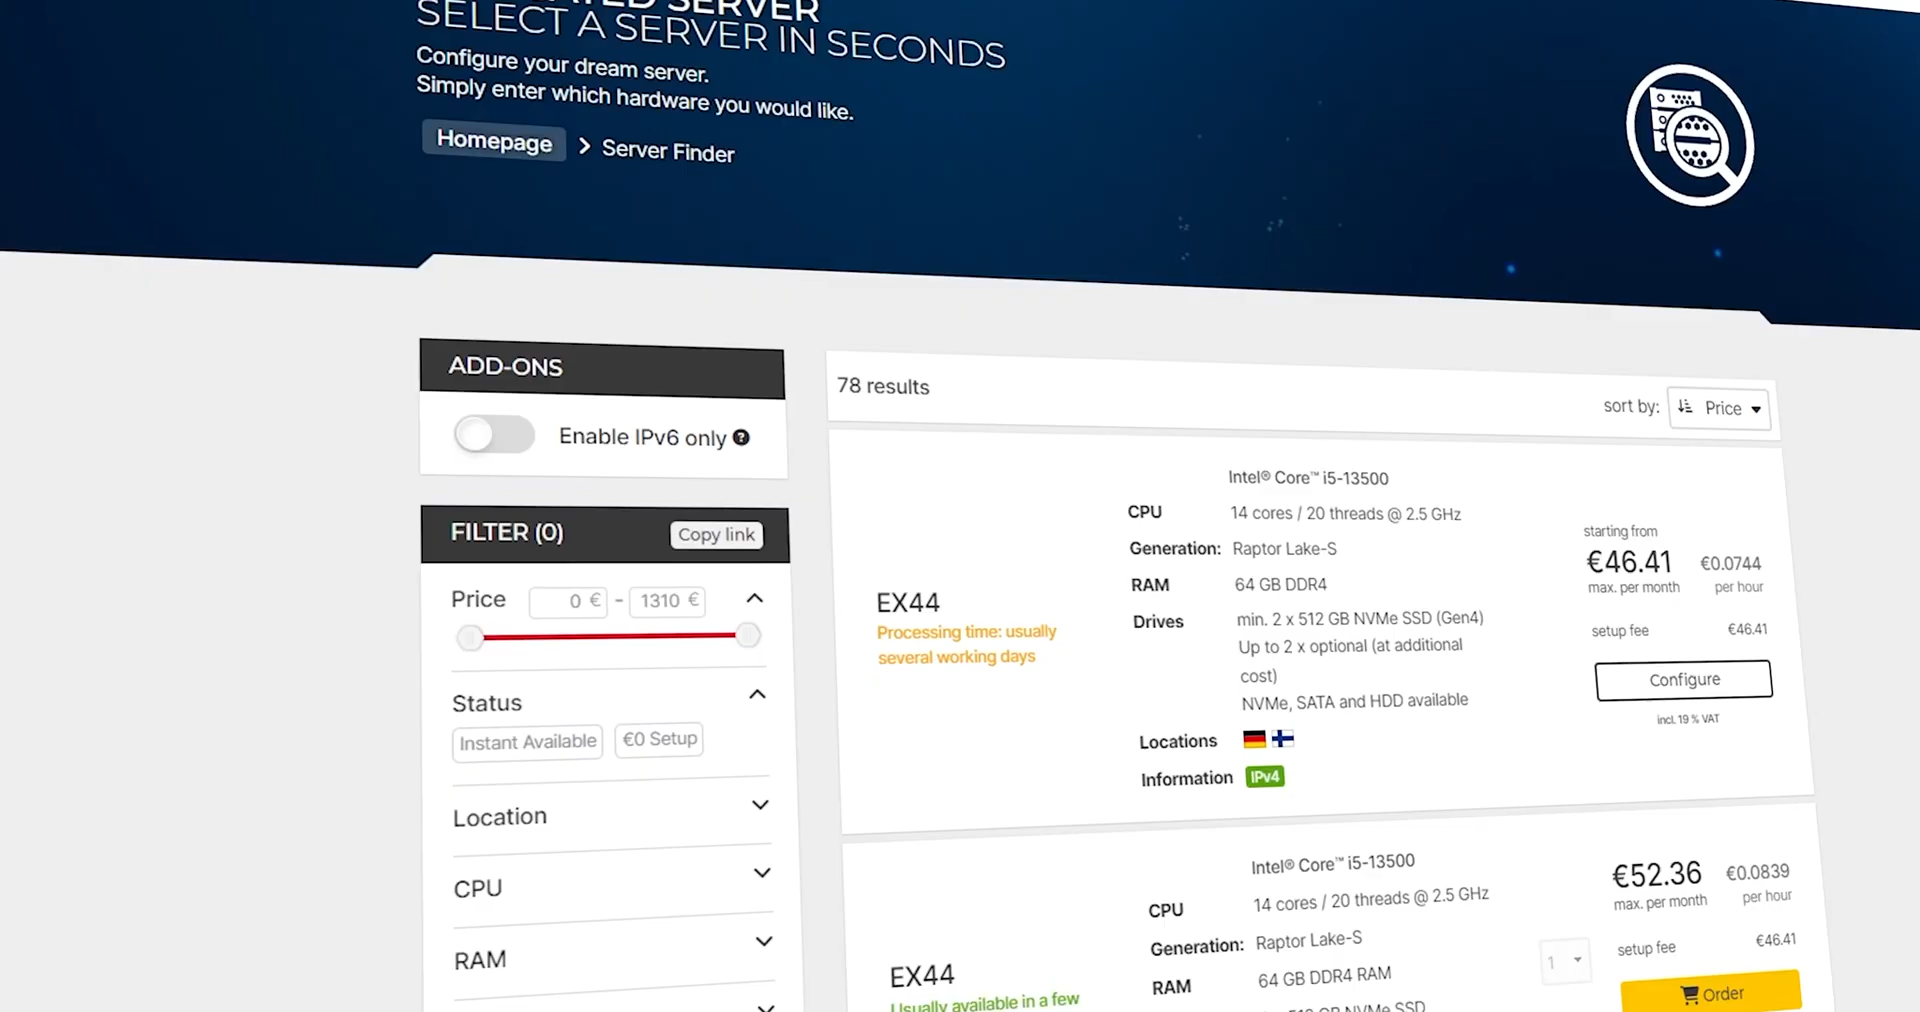 SERVER
SELECT A SERVER IN SECONDS
Configure your dream server.
Simply enter which hardware you would like.
Homepage > Server Finder
ADD-ONS
Enable IPv6 only ?
FILTER (0) Copy link
Price 0 € - 1310 €
Status
Instant Available €0 Setup
Location
CPU
RAM
78 results
sort by: Price
EX44
Processing time: usually
several working days
Intel® Core™ i5-13500
CPU 14 cores / 20 threads @ 2.5 GHz
Generation: Raptor Lake-S
RAM 64 GB DDR4
Drives min. 2 x 512 GB NVMe SSD (Gen4)
Up to 2 x optional (at additional
cost)
NVMe, SATA and HDD available
Locations
Information IPv4
starting from
€46.41 €0.0744
max. per month per hour
setup fee €46.41
Configure
incl. 19 % VAT
EX44
Usually available in a few
Intel® Core™ i5-13500
CPU 14 cores / 20 threads @ 2.5 GHz
Generation: Raptor Lake-S
RAM 64 GB DDR4 RAM
512 GB NVMe SSD
1
€52.36 €0.0839
max. per month per hour
setup fee €46.41
Order